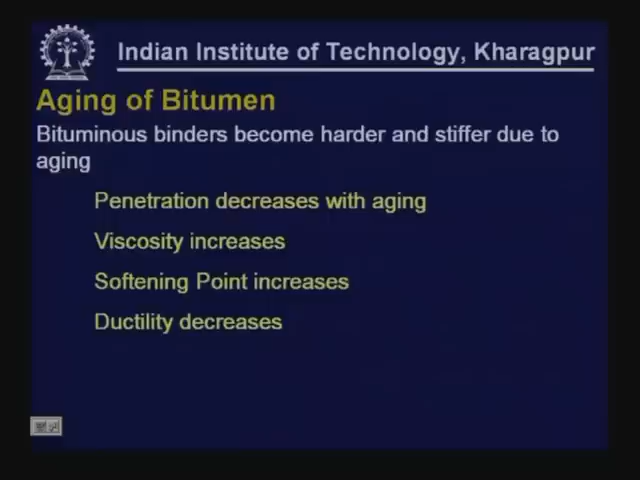 Indian Institute of Technology, Kharagpur
Aging of Bitumen
Bituminous binders become harder and stiffer due to
aging
Penetration decreases with aging
Viscosity increases
Softening Point increases
Ductility decreases